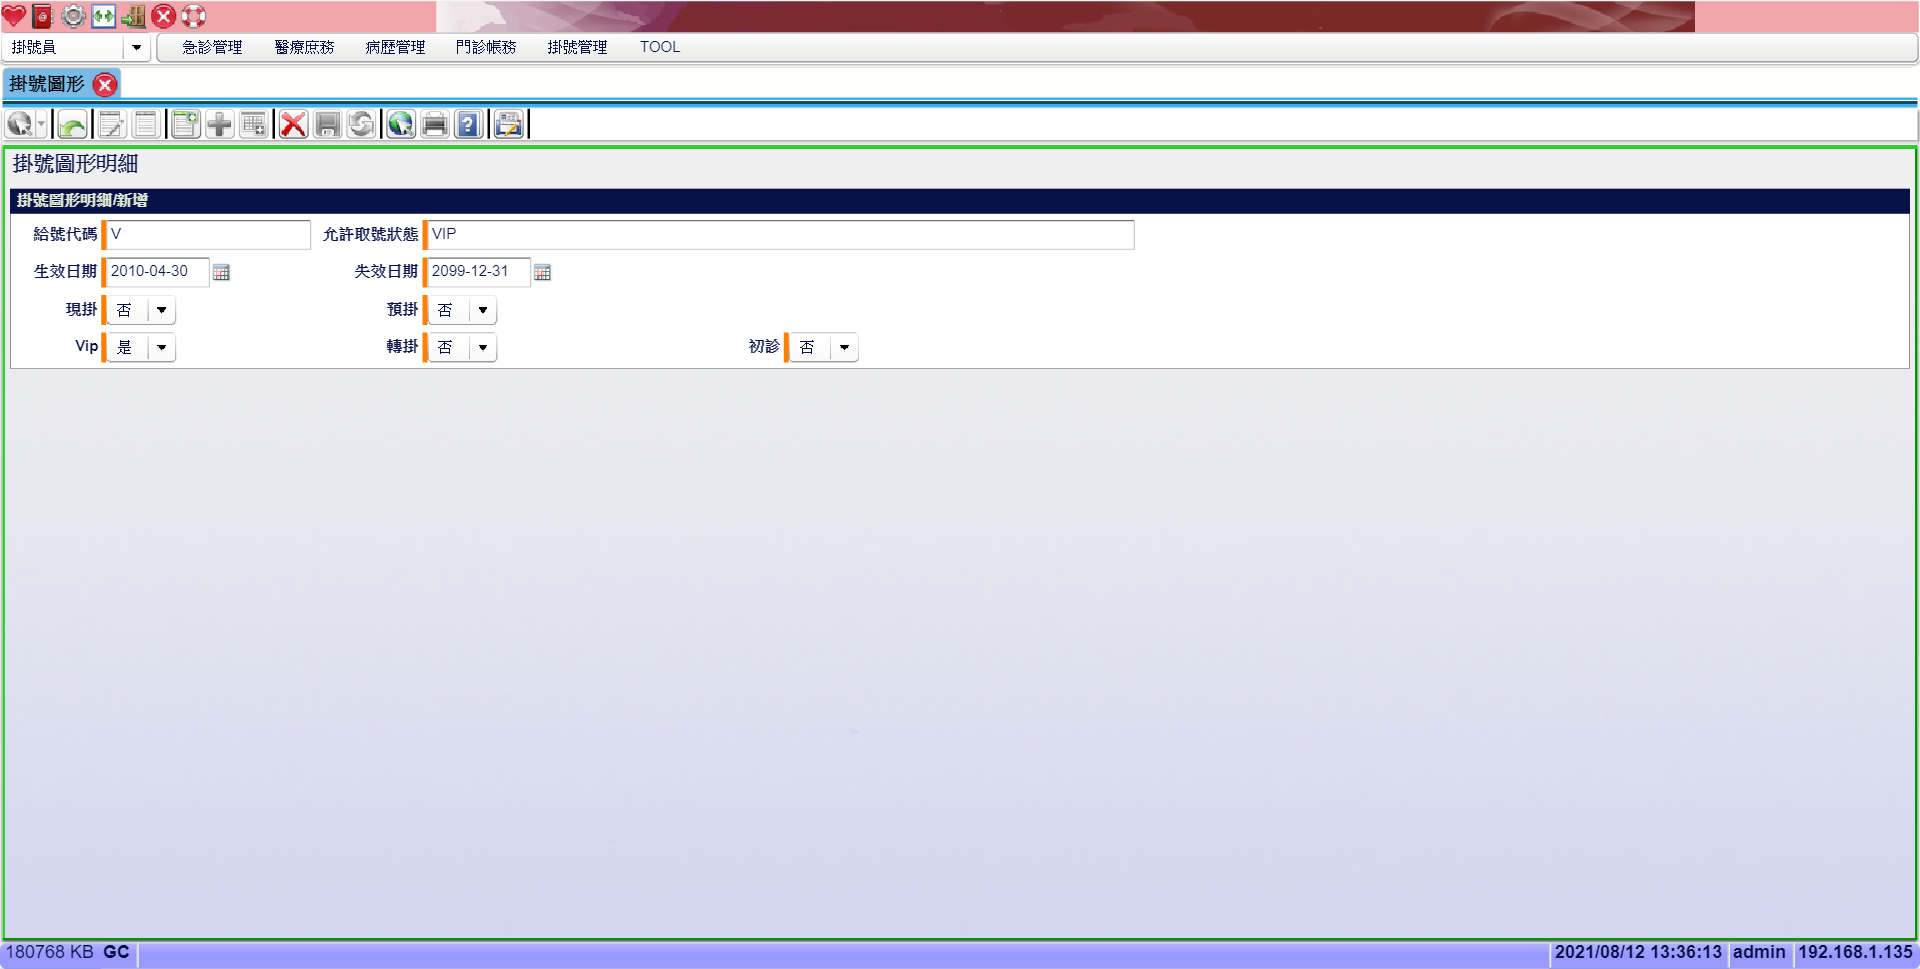 掛號員 急診管理 醫療庶務 病歷管理 門診帳務 掛號管理 TOOL
掛號圖形
掛號圖形明細
掛號圖形明細/新增
給號代碼 V 允許取號狀態 VIP
生效日期 2010-04-30 失效日期 2099-12-31
現掛 否 預掛 否
Vip 是 轉掛 否 初診 否
180768 KB GC 2021/08/12 13:36:13 admin 192.168.1.135